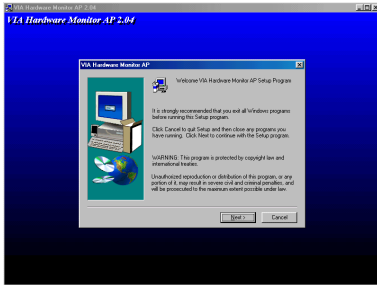 VIA Hardware Monitor AP 2.04
VIA Hardware Monitor AP 2.04
VIA Hardware Monitor AP
Welcome VIA Hardware Monitor AP Setup Program
It is strongly recommended that you exit all Windows programs
before running this Setup program.
Click Cancel to quit Setup and then close any programs you
have running. Click Next to continue with the Setup program.
WARNING: This program is protected by copyright law and
international treaties.
Unauthorized reproduction or distribution of this program, or any
portion of it, may result in severe civil and criminal penalties, and
will be prosecuted to the maximum extent possible under law.
Next >
Cancel